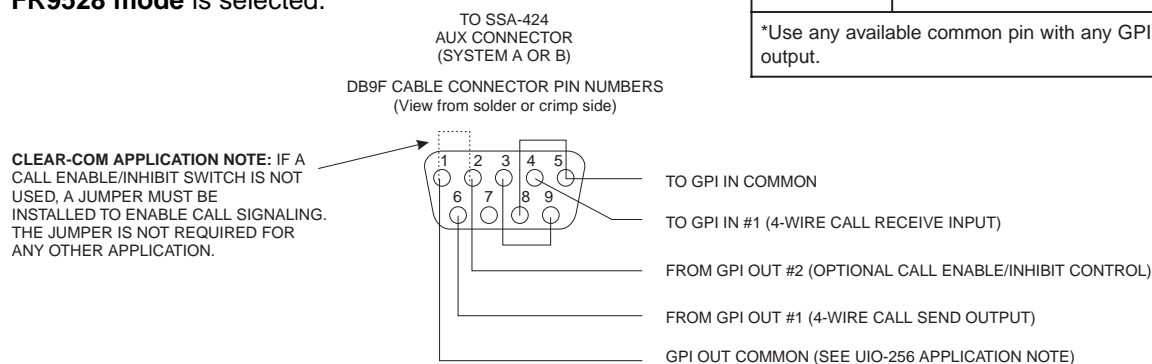 FR9528 mode is selected.
*Use any available common pin with any GPI
output.
TO SSA-424
AUX CONNECTOR
(SYSTEM A OR B)
DB9F CABLE CONNECTOR PIN NUMBERS
(View from solder or crimp side)
CLEAR-COM APPLICATION NOTE: IF A
CALL ENABLE/INHIBIT SWITCH IS NOT
USED, A JUMPER MUST BE
INSTALLED TO ENABLE CALL SIGNALING.
THE JUMPER IS NOT REQUIRED FOR
ANY OTHER APPLICATION.
1 2 3 4 5
6 7 8 9
TO GPI IN COMMON
TO GPI IN #1 (4-WIRE CALL RECEIVE INPUT)
FROM GPI OUT #2 (OPTIONAL CALL ENABLE/INHIBIT CONTROL)
FROM GPI OUT #1 (4-WIRE CALL SEND OUTPUT)
GPI OUT COMMON (SEE UIO-256 APPLICATION NOTE)